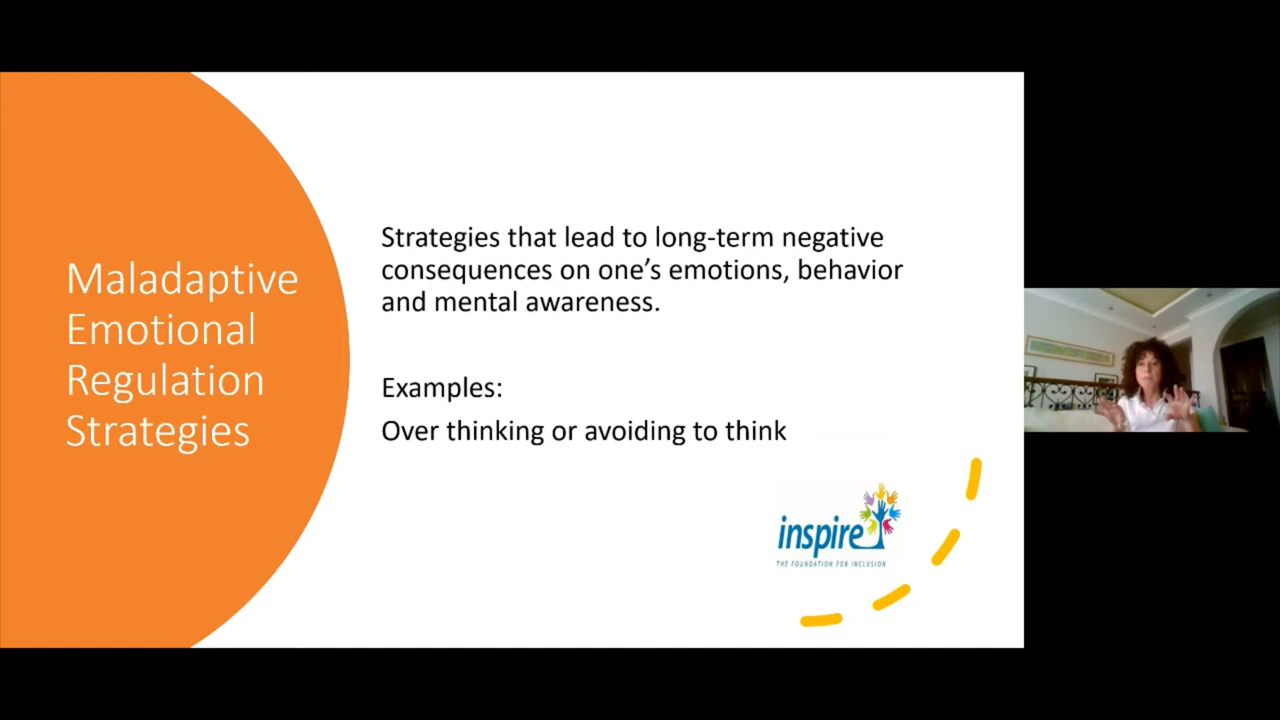 Maladaptive
Emotional
Regulation
Strategies
Strategies that lead to long-term negative
consequences on one’s emotions, behavior
and mental awareness.
Examples:
Over thinking or avoiding to think
inspire
THE FOUNDATION FOR INCLUSION